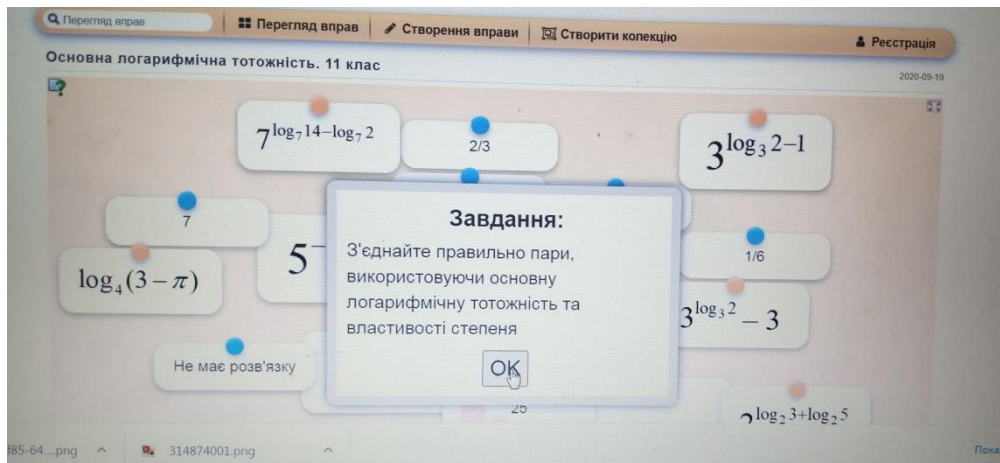 Перегляд вправ
Перегляд вправ
Створення вправи
Створити колекцію
Реєстрація
Основна логарифмічна тотожність. 11 клас
2020-09-19
7^{log_7 14 − log_7 2}
2/3
3^{log_3 2 − 1}
Завдання:
З'єднайте правильно пари,
використовуючи основну
логарифмічну тотожність та
властивості степеня
OK
7
1/6
log_4(3 − π)
5^−
3^{log_3 2} − 3
Не має розв'язку
25
log_2 3+log_2 5
314874001.png